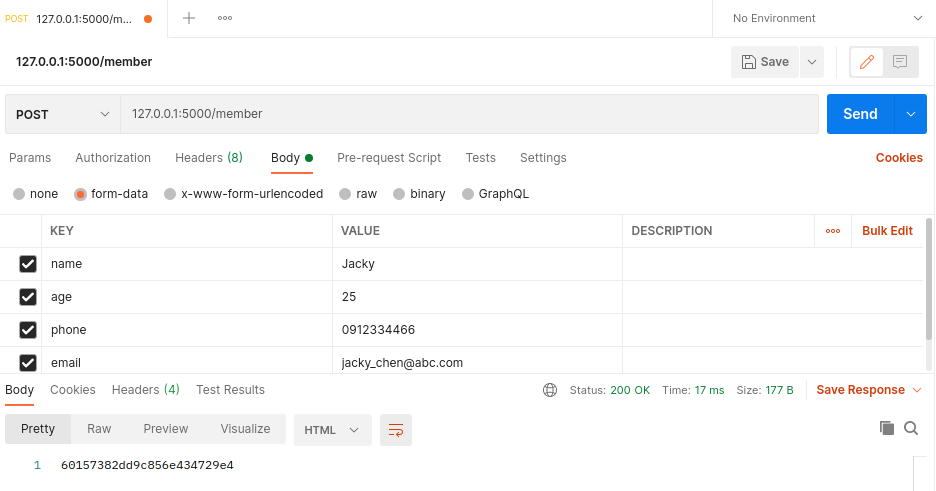 POST 127.0.0.1:5000/m... No Environment
127.0.0.1:5000/member Save
POST 127.0.0.1:5000/member Send
Params Authorization Headers (8) Body Pre-request Script Tests Settings Cookies
none form-data x-www-form-urlencoded raw binary GraphQL
KEY VALUE DESCRIPTION Bulk Edit
name Jacky
age 25
phone 0912334466
email jacky_chen@abc.com
Body Cookies Headers (4) Test Results Status: 200 OK Time: 17 ms Size: 177 B Save Response
Pretty Raw Preview Visualize HTML
1 60157382dd9c856e434729e4